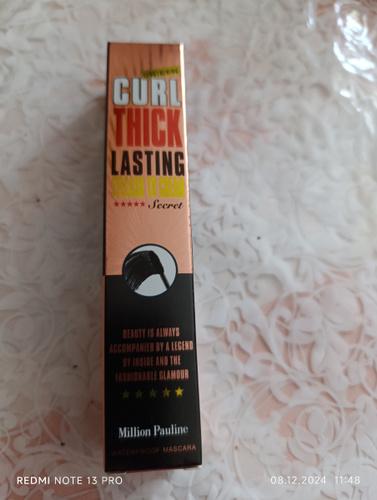 CURL
THICK
LASTING
★★★★★ Secret
BEAUTY IS ALWAYS
ACCOMPANIED BY A LEGEND
BY INSIDE AND THE
FASHIONABLE GLAMOUR
★★★★★
Million Pauline
WATERPROOF MASCARA
REDMI NOTE 13 PRO
08.12.2024 11:48